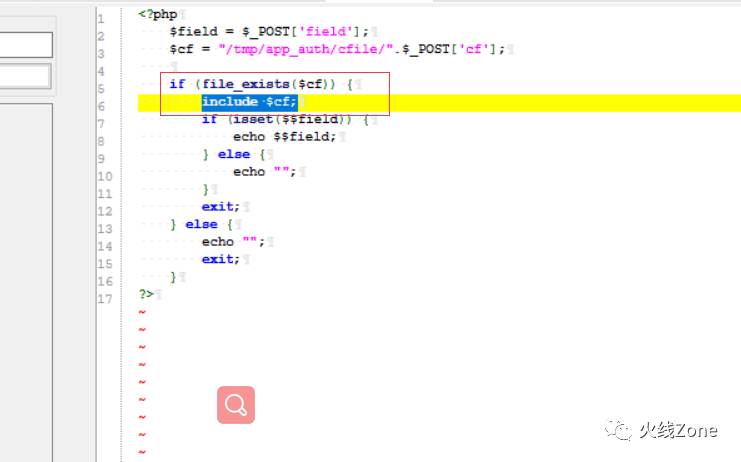 1 <?php¶
2 $field = $_POST['field'];¶
3 $cf = "/tmp/app_auth/cfile/".$_POST['cf'];¶
4 ¶
5 if (file_exists($cf)) {¶
6 include $cf;¶
7 if (isset($$field)) {¶
8 echo $$field;¶
9 } else {¶
10 echo "";¶
11 }¶
12 exit;¶
13 } else {¶
14 echo "";¶
15 exit;¶
16 }¶
17 ?>¶
~
~
~
~
~
~
~
~
~
火线Zone